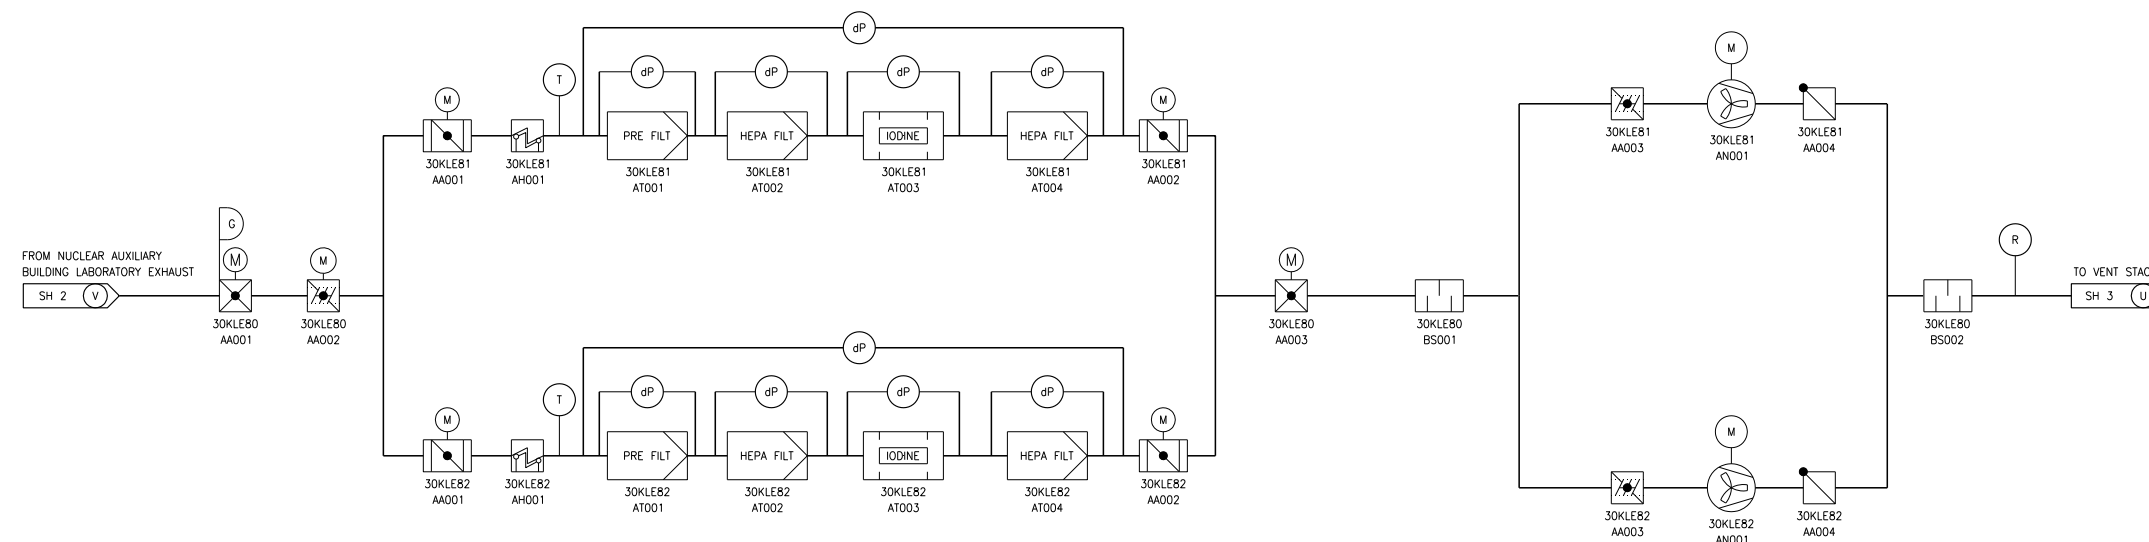 dP
dP
dP
dP
dP
T
M
PRE FILT
HEPA FILT
IODINE
HEPA FILT
M
30KLE81
AA001
30KLE81
AH001
30KLE81
AT001
30KLE81
AT002
30KLE81
AT003
30KLE81
AT004
30KLE81
AA002
M
30KLE81
AA003
30KLE81
AN001
30KLE81
AA004
FROM NUCLEAR AUXILIARY
BUILDING LABORATORY EXHAUST
SH 2 V
G
M
30KLE80
AA001
M
30KLE80
AA002
M
30KLE80
AA003
30KLE80
BS001
30KLE80
BS002
R
TO VENT STAC
SH 3 U
dP
dP
dP
dP
dP
T
M
PRE FILT
HEPA FILT
IODINE
HEPA FILT
M
30KLE82
AA001
30KLE82
AH001
30KLE82
AT001
30KLE82
AT002
30KLE82
AT003
30KLE82
AT004
30KLE82
AA002
M
30KLE82
AA003
30KLE82
AN001
30KLE82
AA004